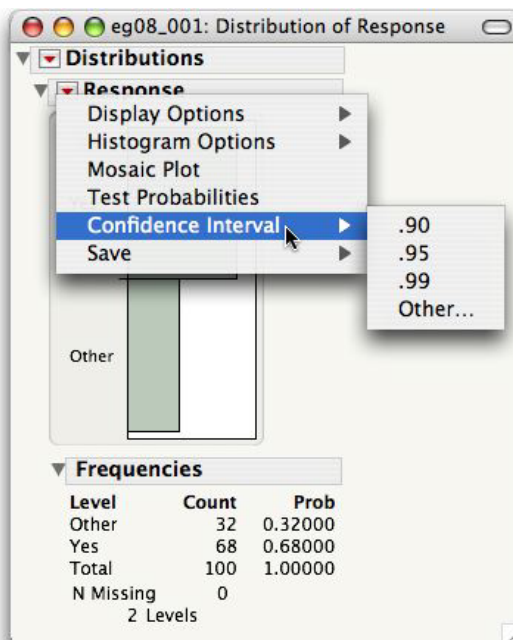 eg08_001: Distribution of Response
Distributions
Response
Display Options
Histogram Options
Mosaic Plot
Test Probabilities
Confidence Interval
Save
.90
.95
.99
Other...
Other
Frequencies
Level Count Prob
Other 32 0.32000
Yes 68 0.68000
Total 100 1.00000
N Missing 0
2 Levels